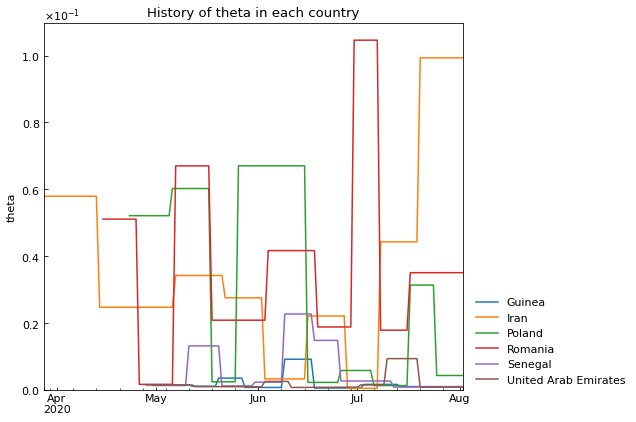 History of theta in each country
×10⁻¹
1.0
0.8
0.6
0.4
0.2
0.0
theta
Apr May Jun Jul Aug
2020
Guinea
Iran
Poland
Romania
Senegal
United Arab Emirates